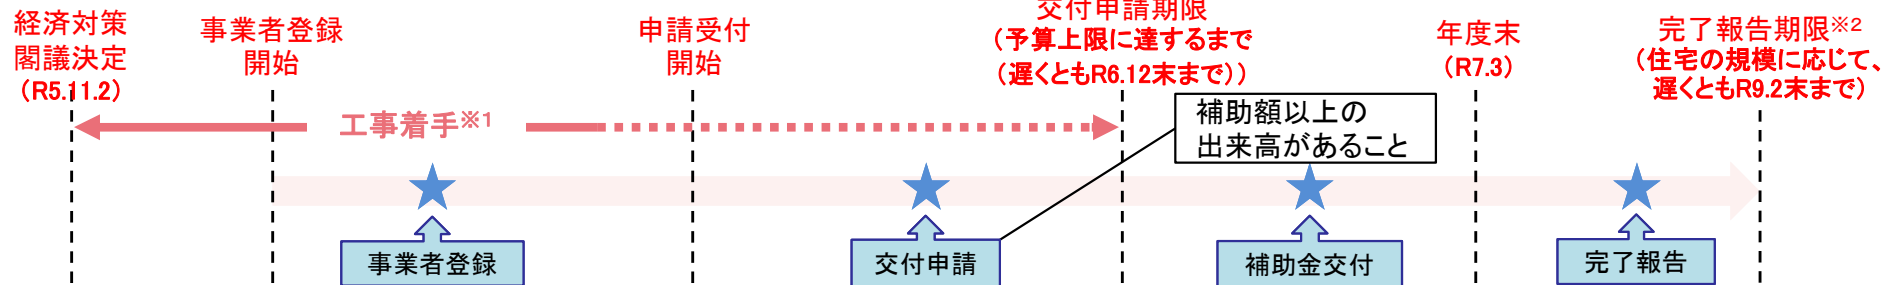 経済対策
閣議決定
(R5.11.2)
事業者登録
開始
申請受付
開始
交付申請期限
(予算上限に達するまで
(遅くともR6.12末まで))
年度末
(R7.3)
完了報告期限※2
(住宅の規模に応じて、
遅くともR9.2末まで)
工事着手※1
補助額以上の
出来高があること
事業者登録
交付申請
補助金交付
完了報告